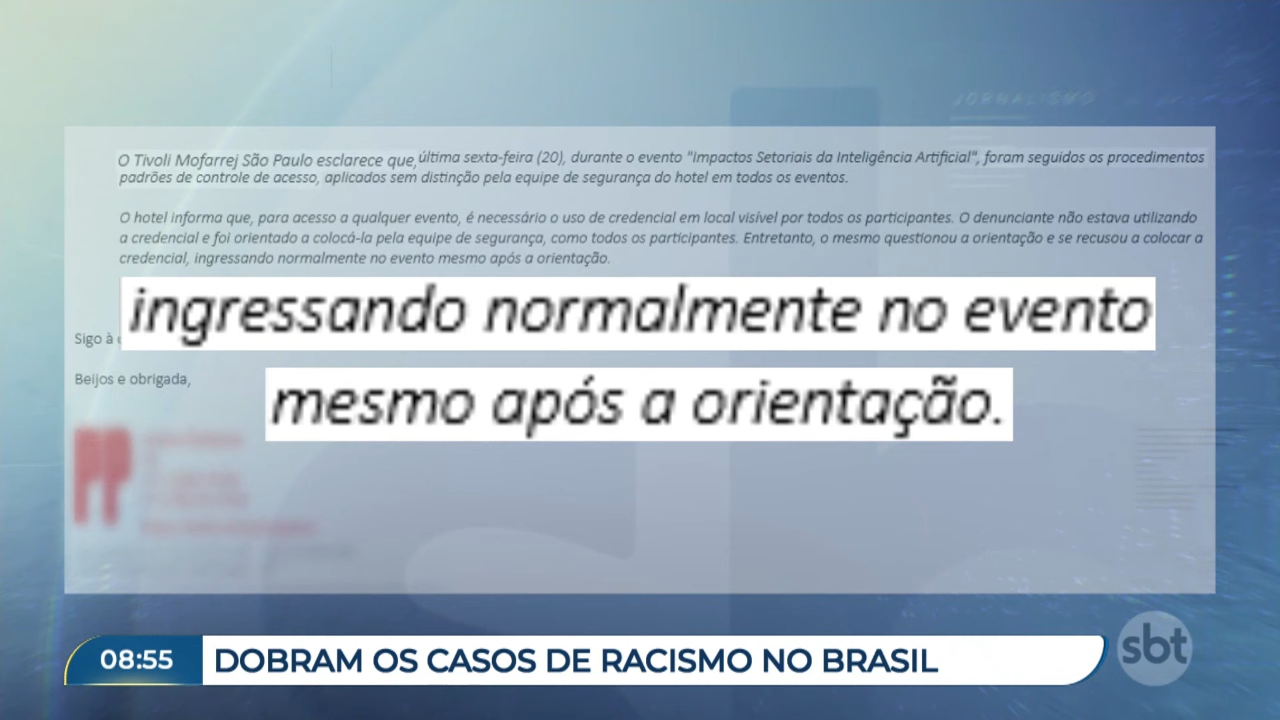 JORNALISMO
O Tivoli Mofarrej São Paulo esclarece que, última sexta-feira (20), durante o evento "Impactos Setoriais da Inteligência Artificial", foram seguidos os procedimentos
padrões de controle de acesso, aplicados sem distinção pela equipe de segurança do hotel em todos os eventos.
O hotel informa que, para acesso a qualquer evento, é necessário o uso de credencial em local visível por todos os participantes. O denunciante não estava utilizando
a credencial e foi orientado a colocá-la pela equipe de segurança, como todos os participantes. Entretanto, o mesmo questionou a orientação e se recusou a colocar a
credencial, ingressando normalmente no evento mesmo após a orientação.
ingressando normalmente no evento
Sigo à
mesmo após a orientação.
Beijos e obrigada,
08:55 DOBRAM OS CASOS DE RACISMO NO BRASIL
sbt